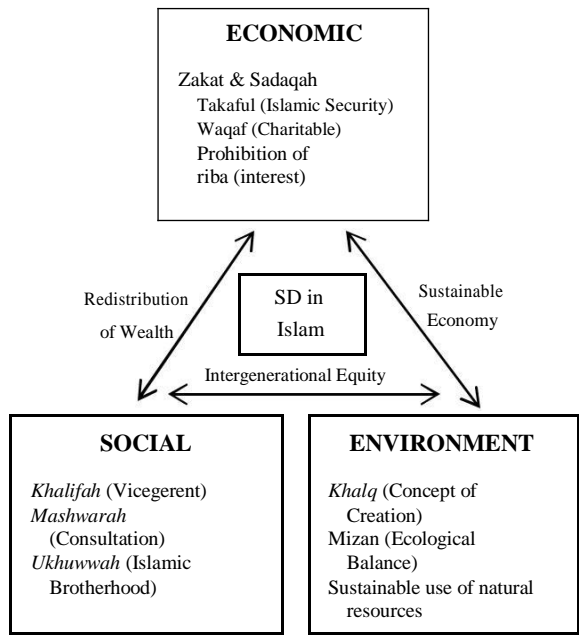 ECONOMIC
Zakat & Sadaqah
Takaful (Islamic Security)
Waqaf (Charitable)
Prohibition of
riba (interest)
Redistribution
of Wealth
SD in
Islam
Sustainable
Economy
Intergenerational Equity
SOCIAL
Khalifah (Vicegerent)
Mashwarah
(Consultation)
Ukhuwwah (Islamic
Brotherhood)
ENVIRONMENT
Khalq (Concept of
Creation)
Mizan (Ecological
Balance)
Sustainable use of natural
resources